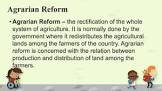 Agrarian Reform
•Agrarian Reform – the rectification of the whole
system of agriculture. It is normally done by the
government where it redistributes the agricultural
lands among the farmers of the country. Agrarian
reform is concerned with the relation between
production and distribution of land among the
farmers.